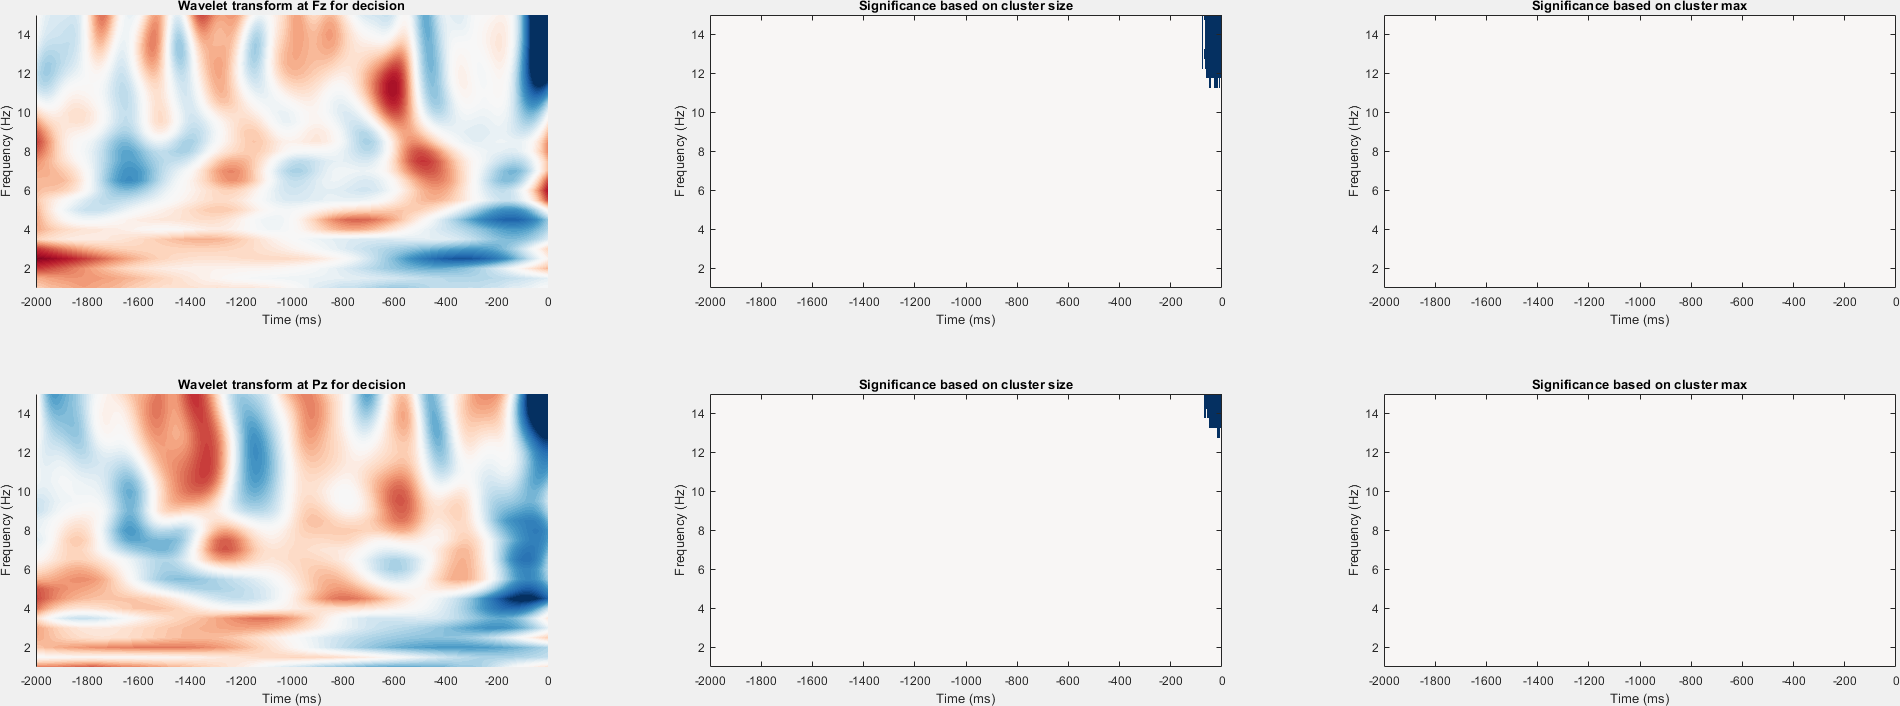 Wavelet transform at Fz for decision
Frequency (Hz)
14
12
10
8
6
4
2
-2000 -1800 -1600 -1400 -1200 -1000 -800 -600 -400 -200 0
Time (ms)
Significance based on cluster size
Frequency (Hz)
14
12
10
8
6
4
2
-2000 -1800 -1600 -1400 -1200 -1000 -800 -600 -400 -200 0
Time (ms)
Significance based on cluster max
Frequency (Hz)
14
12
10
8
6
4
2
-2000 -1800 -1600 -1400 -1200 -1000 -800 -600 -400 -200 0
Time (ms)
Wavelet transform at Pz for decision
Frequency (Hz)
14
12
10
8
6
4
2
-2000 -1800 -1600 -1400 -1200 -1000 -800 -600 -400 -200 0
Time (ms)
Significance based on cluster size
Frequency (Hz)
14
12
10
8
6
4
2
-2000 -1800 -1600 -1400 -1200 -1000 -800 -600 -400 -200 0
Time (ms)
Significance based on cluster max
Frequency (Hz)
14
12
10
8
6
4
2
-2000 -1800 -1600 -1400 -1200 -1000 -800 -600 -400 -200 0
Time (ms)